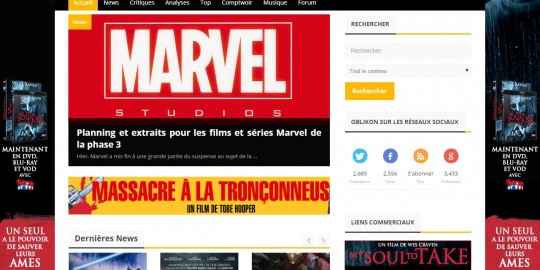 Accueil News Critiques Analyses Top Comptwoir Musique Forum
News
MARVEL
STUDIOS
Planning et extraits pour les films et séries Marvel de
la phase 3
Hier, Marvel a mis fin à une grande partie du suspense au sujet de la ...
MASSACRE À LA TRONÇONNEUSE
UN FILM DE TOBE HOOPER
Dernières News
RECHERCHER
Rechercher
Tout le contenu
Rechercher
OBLIKON SUR LES RÉSEAUX SOCIAUX
2,689 2,556 S'abonner 3,433
Followers Fans Rss Followers
LIENS COMMERCIAUX
UN FILM DE WES CRAVEN
MY SOUL TO TAKE
MAINTENANT
EN DVD,
BLU-RAY
ET VOD
AVEC
UN SEUL
A LE POUVOIR
DE SAUVER
LEURS
AMES
MAINTENANT
EN DVD,
BLU-RAY
ET VOD
AVEC
UN SEUL
A LE POUVOIR
DE SAUVER
LEURS
AMES